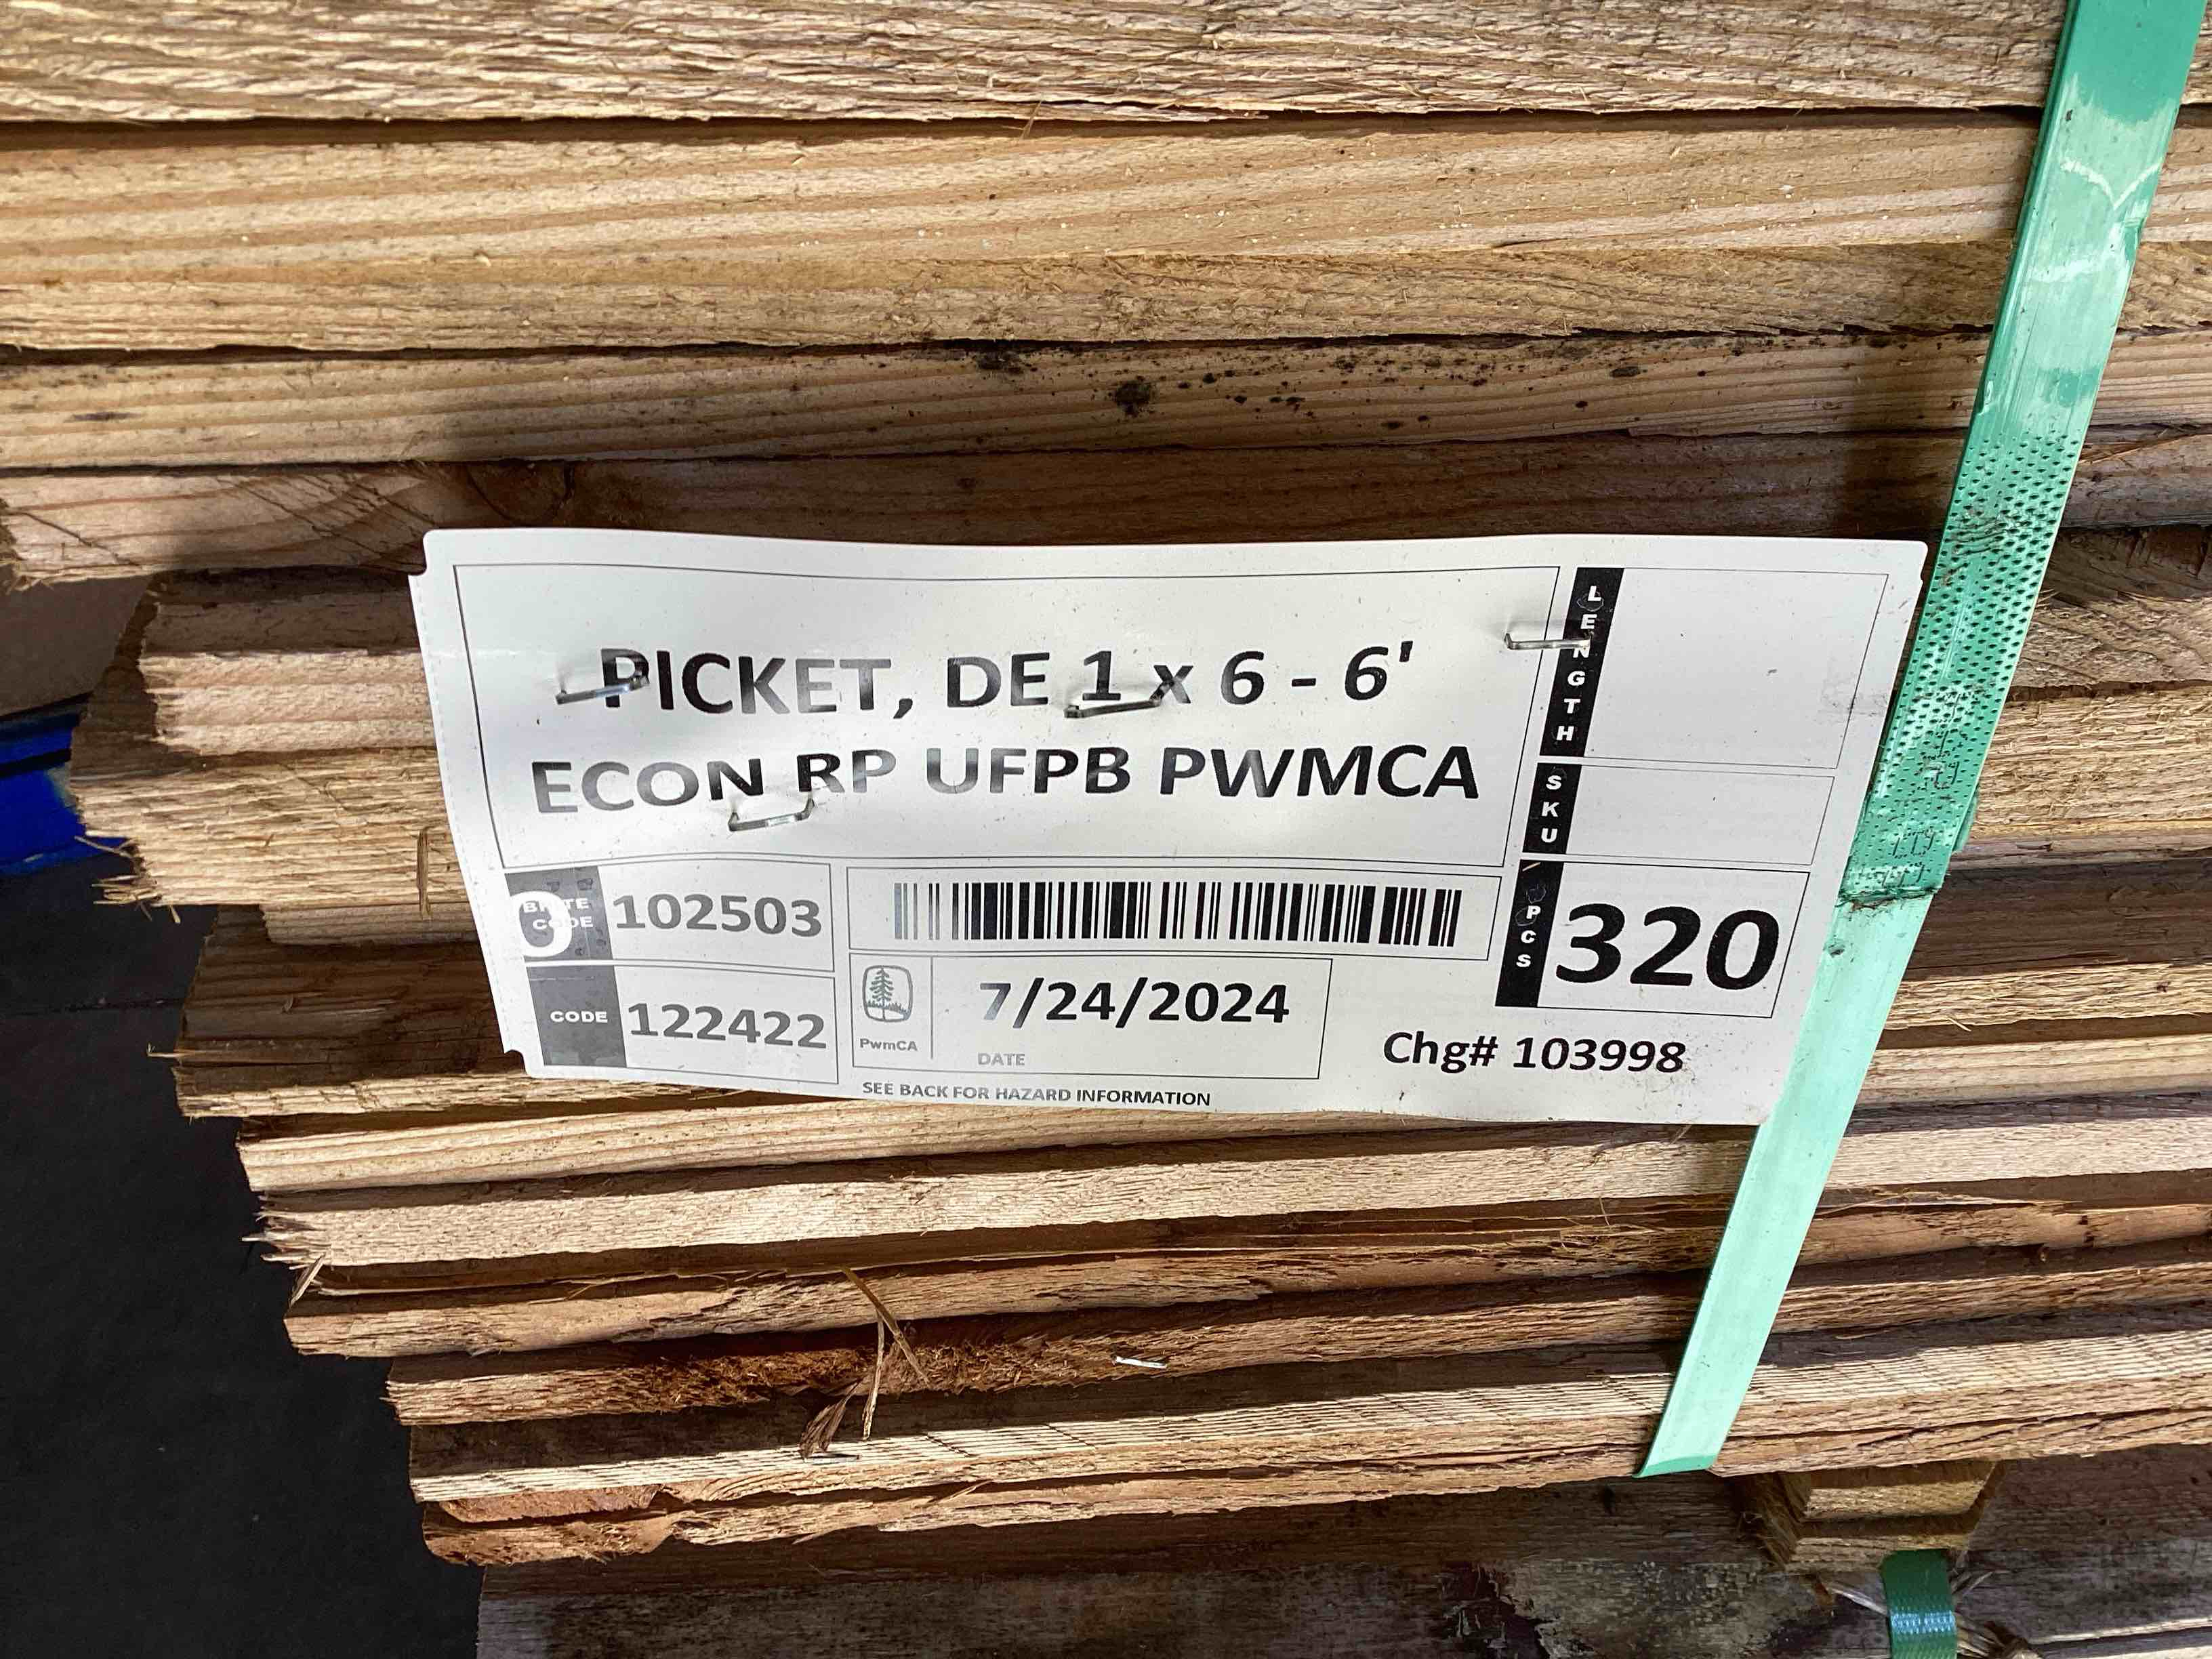 PICKET, DE 1 x 6 - 6'
ECON RP UFPB PWMCA
LENGTH
SKU
PCS
320
CODE
102503
CODE
122422
PwmCA
7/24/2024
DATE
Chg# 103998
SEE BACK FOR HAZARD INFORMATION